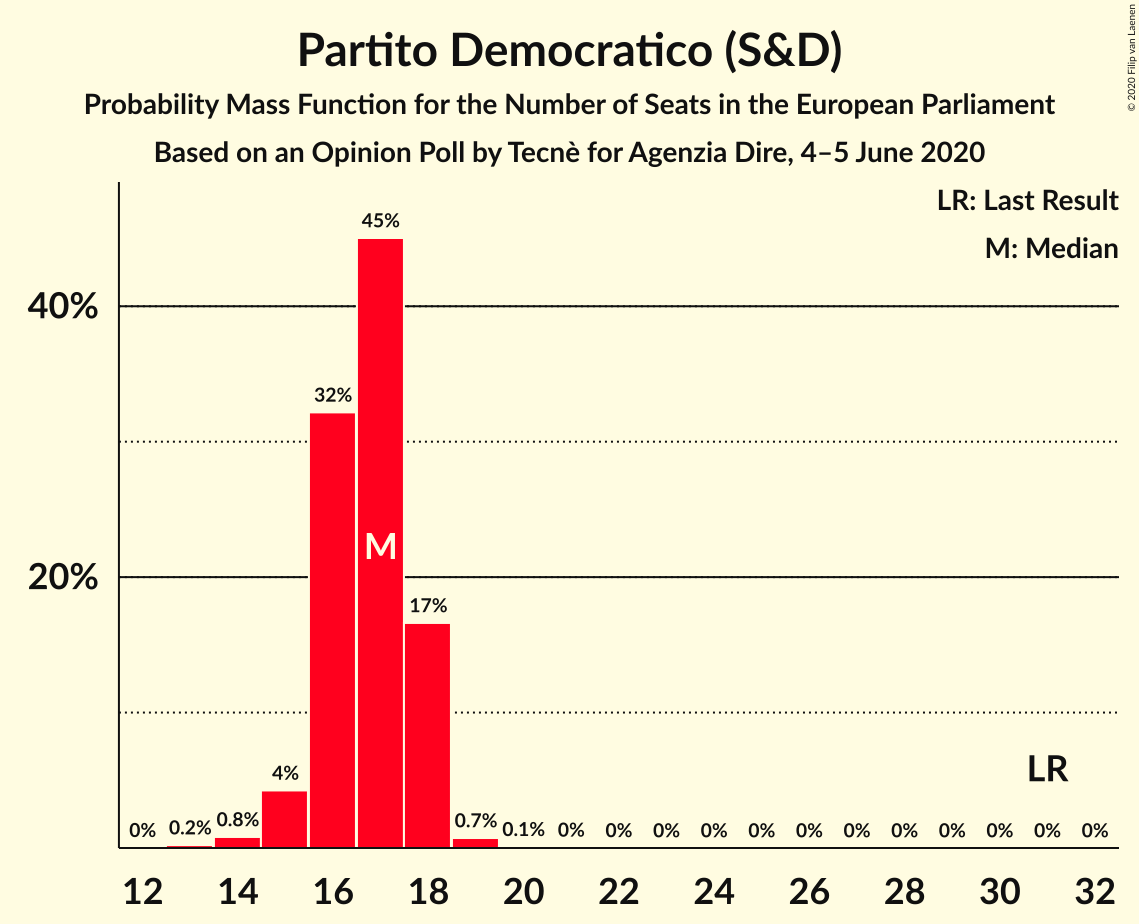 Partito Democratico (S&D)
Probability Mass Function for the Number of Seats in the European Parliament
Based on an Opinion Poll by Tecnè for Agenzia Dire, 4–5 June 2020
© 2020 Filip van Laenen
LR: Last Result
M: Median
40%
20%
0% 0.2% 0.8% 4% 32% 45% 17% 0.7% 0.1% 0% 0% 0% 0% 0% 0% 0% 0% 0% 0% 0% 0%
M
LR
12 14 16 18 20 22 24 26 28 30 32